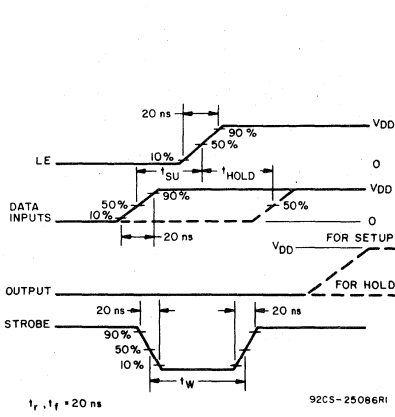 20 ns
VDD
90%
50%
LE
10%
0
tSU
tHOLD
VDD
90%
DATA INPUTS
50%
50%
10%
0
20 ns
FOR SETUP
VDD
FOR HOLD
OUTPUT
20 ns
20 ns
STROBE
90%
50%
10%
tW
tr , tf = 20 ns
92CS-25086R1